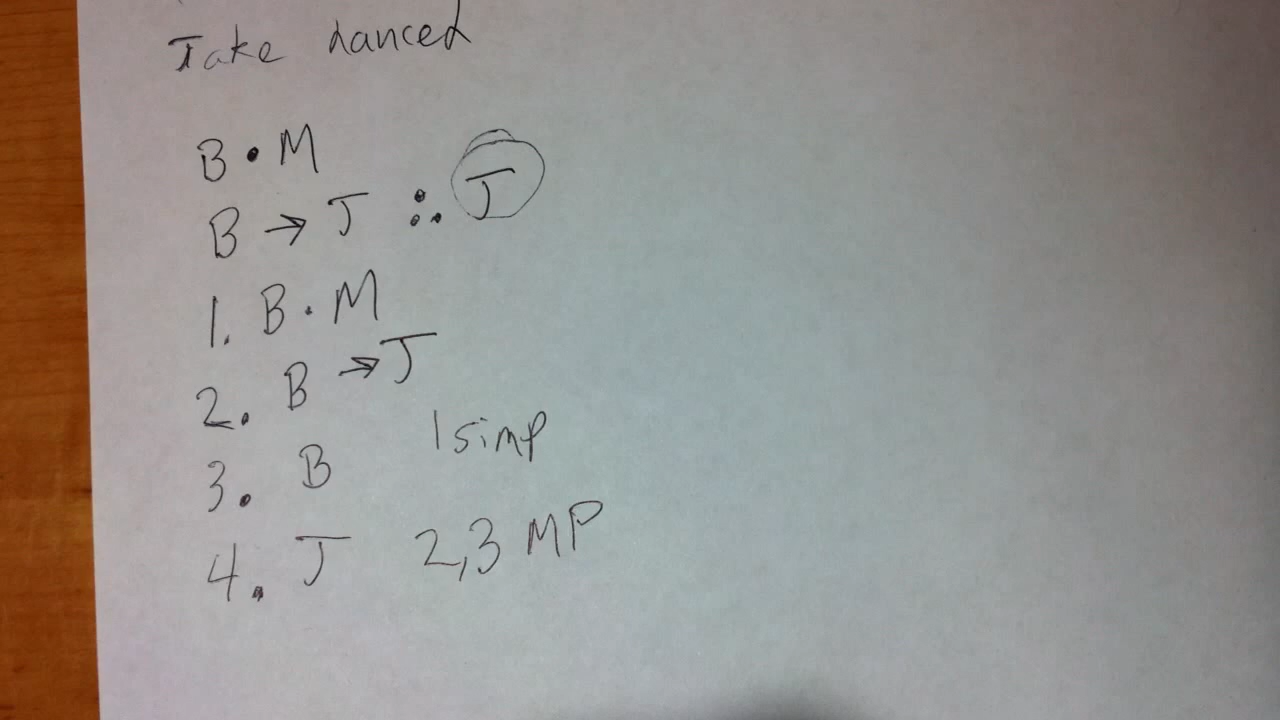 Jake danced
B • M
B → J ∴ J
1. B • M
2. B → J
3. B 1 simp
4. J 2,3 MP